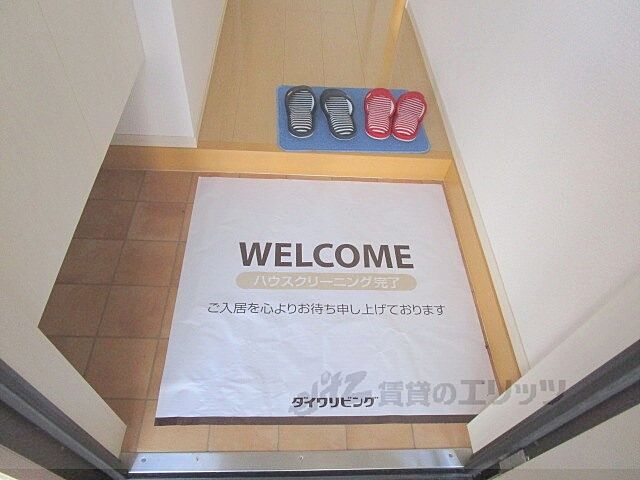 WELCOME
ハウスクリーニング完了
ご入居を心よりお待ち申し上げております
ダイワリビング
賃貸のエリッツ